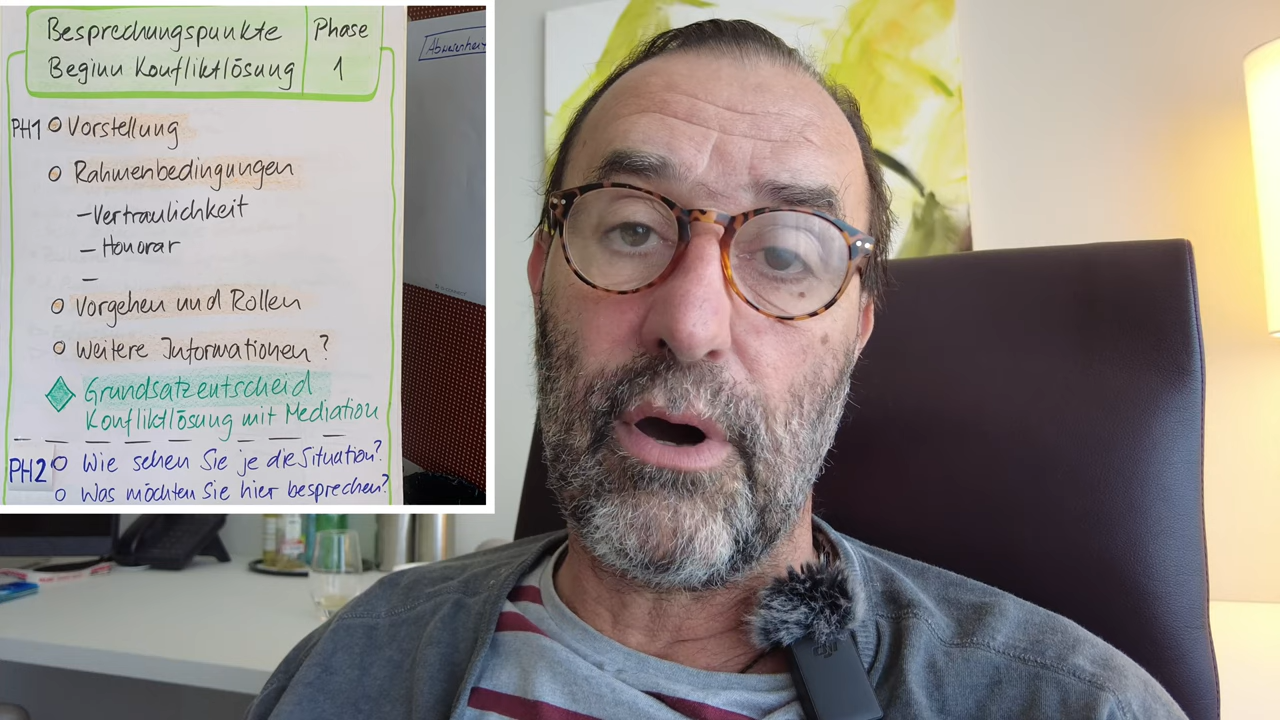 Besprechungspunkte
Beginn Konfliktlösung
Phase
1
PH1 Vorstellung
Rahmenbedingungen
- Vertraulichkeit
- Honorar
-
Vorgehen und Rollen
Weitere Informationen?
Grundsatzentscheid
Konfliktlösung mit Mediation
PH2 Wie sehen Sie je die Situation?
Was möchten Sie hier besprechen?